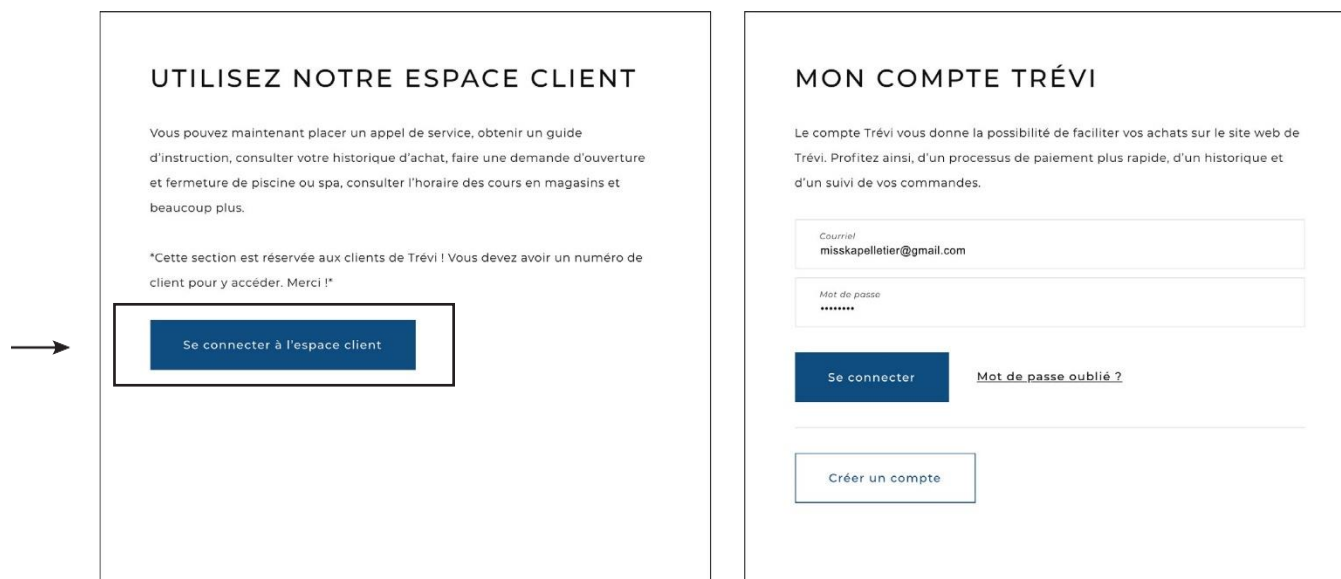 UTILISEZ NOTRE ESPACE CLIENT
Vous pouvez maintenant placer un appel de service, obtenir un guide
d'instruction, consulter votre historique d'achat, faire une demande d'ouverture
et fermeture de piscine ou spa, consulter l'horaire des cours en magasins et
beaucoup plus.
*Cette section est réservée aux clients de Trévi ! Vous devez avoir un numéro de
client pour y accéder. Merci !*
Se connecter à l'espace client
MON COMPTE TRÉVI
Le compte Trévi vous donne la possibilité de faciliter vos achats sur le site web de
Trévi. Profitez ainsi, d'un processus de paiement plus rapide, d'un historique et
d'un suivi de vos commandes.
Courriel
misskapelletier@gmail.com
Mot de passe
••••••••
Se connecter
Mot de passe oublié ?
Créer un compte